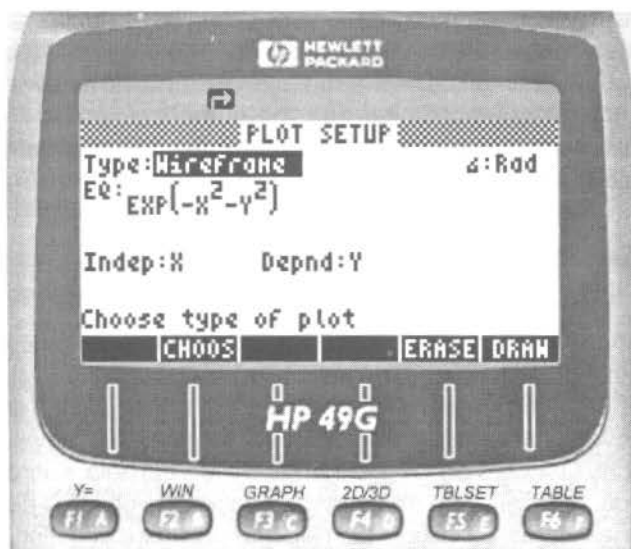 hp HEWLETT
PACKARD
PLOT SETUP
Type:Wireframe ∡:Rad
EQ: EXP(-X²-Y²)
Indep:X Depnd:Y
Choose type of plot
CHOOS ERASE DRAW
HP 49G
Y= WIN GRAPH 2D/3D TBLSET TABLE
F1 A F2 B F3 C F4 D F5 E F6 F